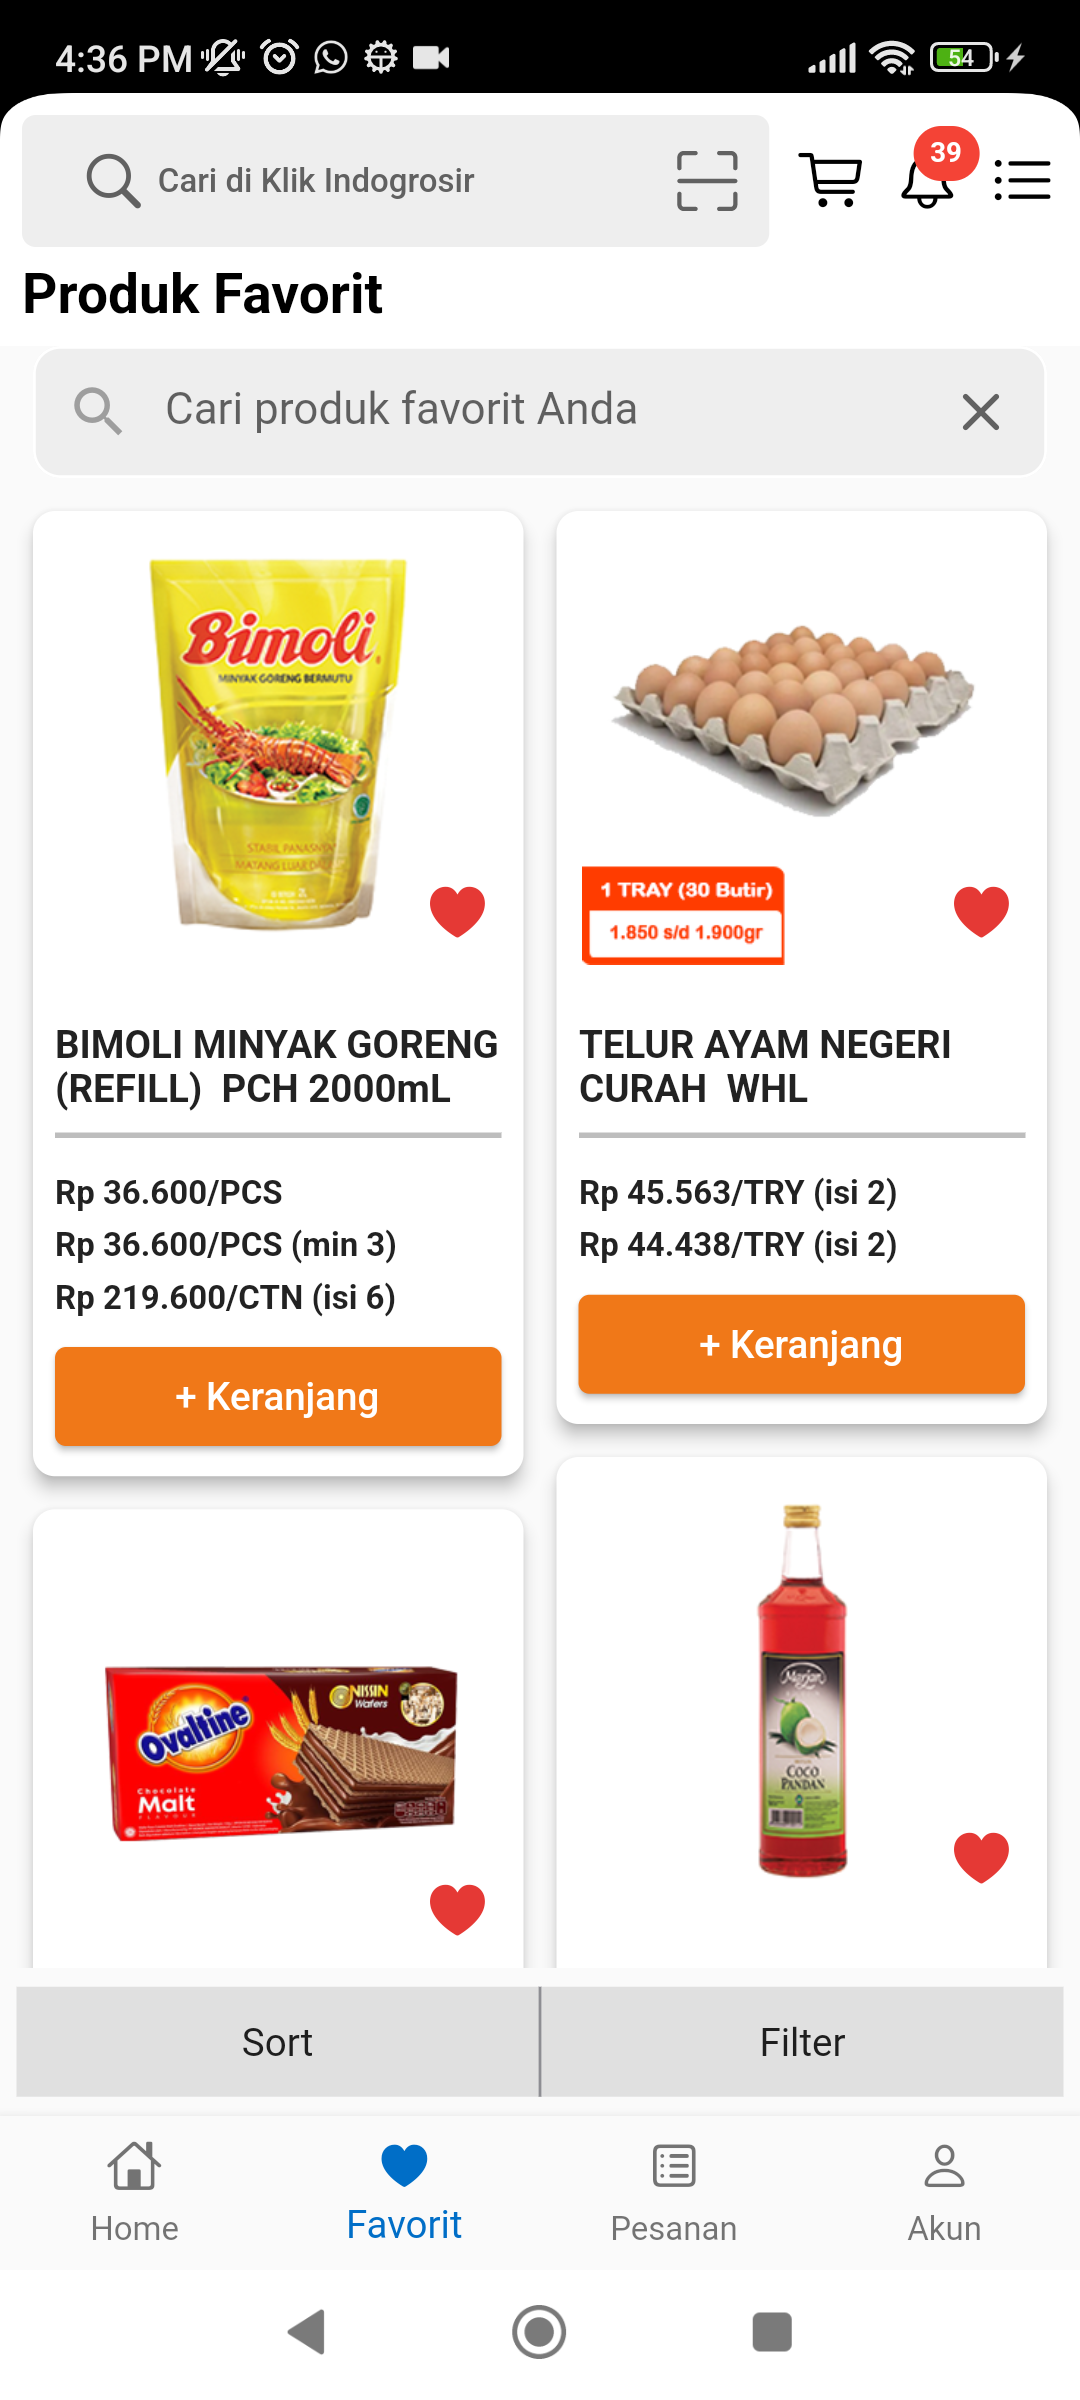 4:36 PM
54
Cari di Klik Indogrosir
39
Produk Favorit
Cari produk favorit Anda
Bimoli
MINYAK GORENG BERMUTU
STABIL PANASNYA
MATANG LUAR DALAM
1 TRAY (30 Butir)
1.850 s/d 1.900gr
BIMOLI MINYAK GORENG
(REFILL) PCH 2000mL
Rp 36.600/PCS
Rp 36.600/PCS (min 3)
Rp 219.600/CTN (isi 6)
+ Keranjang
TELUR AYAM NEGERI
CURAH WHL
Rp 45.563/TRY (isi 2)
Rp 44.438/TRY (isi 2)
+ Keranjang
Ovaltine
NISSIN
Wafers
Chocolate
Malt
FLAVOUR
Marjan
COCO
PANDAN
Sort
Filter
Home
Favorit
Pesanan
Akun